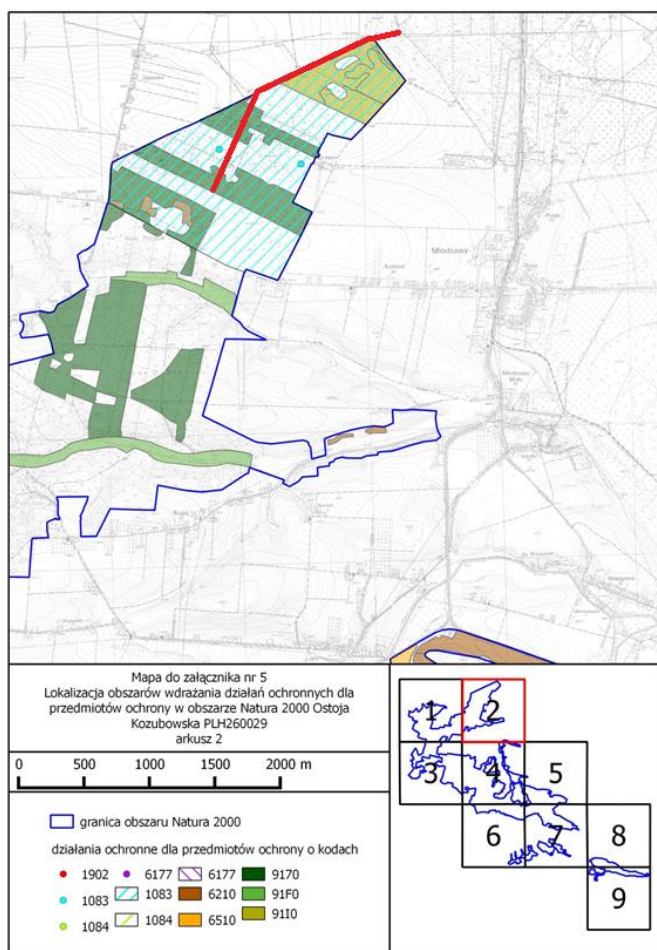 Młodzawy
Młodzawy
Małe
Mapa do załącznika nr 5
Lokalizacja obszarów wdrażania działań ochronnych dla
przedmiotów ochrony w obszarze Natura 2000 Ostoja
Kozubowska PLH260029
arkusz 2
0 500 1000 1500 2000 m
granica obszaru Natura 2000
działania ochronne dla przedmiotów ochrony o kodach
1902 6177 6177 9170
1083 1083 6210 91F0
1084 1084 6510 91I0
1 2
3 4 5
6 7 8
9